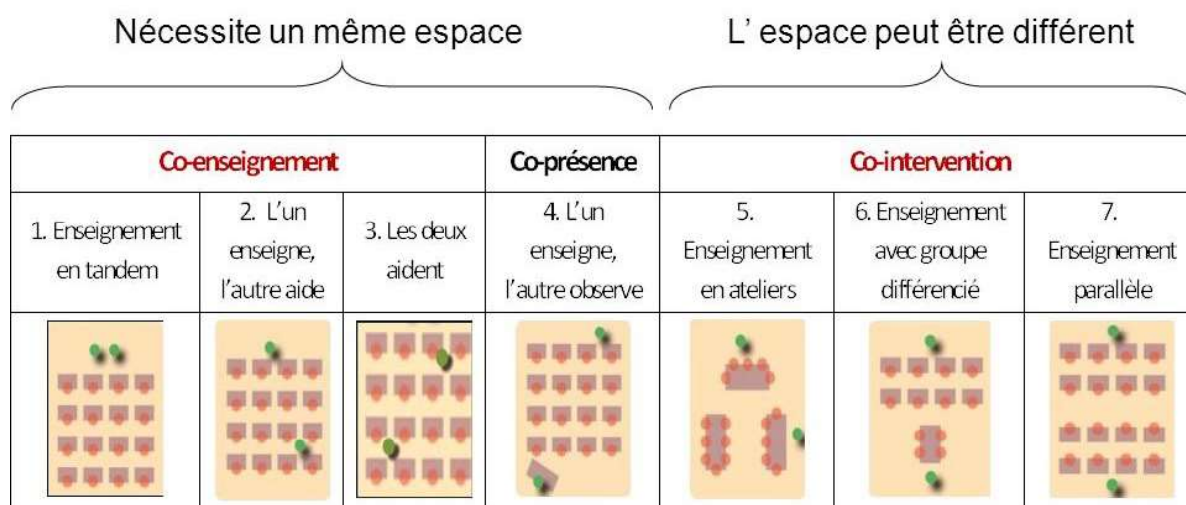 Nécessite un même espace
L' espace peut être différent
Co-enseignement
Co-présence
Co-intervention
1. Enseignement
en tandem
2. L'un
enseigne,
l'autre aide
3. Les deux
aident
4. L'un
enseigne,
l'autre observe
5.
Enseignement
en ateliers
6. Enseignement
avec groupe
différencié
7.
Enseignement
parallèle